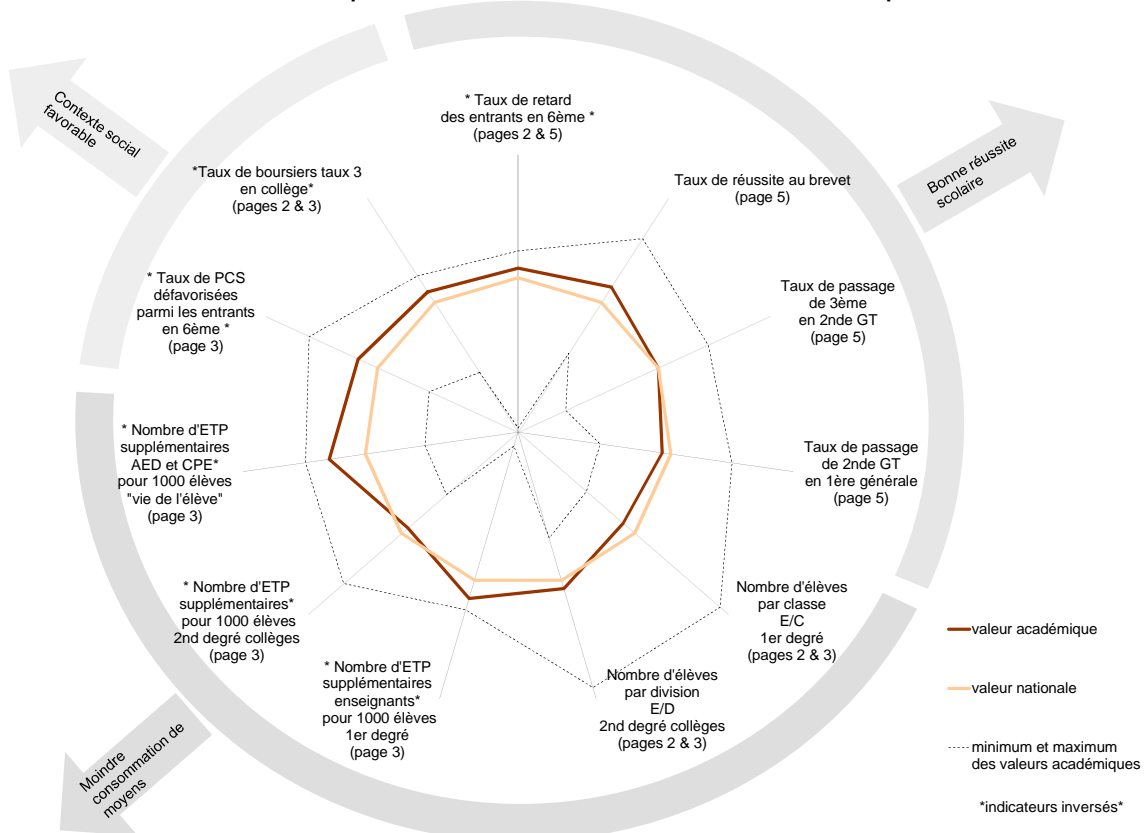 * Taux de retard
des entrants en 6ème *
(pages 2 & 5)
Contexte social
favorable
Bonne réussite
scolaire
*Taux de boursiers taux 3
en collège*
(pages 2 & 3)
Taux de réussite au brevet
(page 5)
* Taux de PCS
défavorisées
parmi les entrants
en 6ème *
(page 3)
Taux de passage
de 3ème
en 2nde GT
(page 5)
* Nombre d'ETP
supplémentaires
AED et CPE*
pour 1000 élèves
"vie de l'élève"
(page 3)
Taux de passage
de 2nde GT
en 1ère générale
(page 5)
* Nombre d'ETP
supplémentaires*
pour 1000 élèves
2nd degré collèges
(page 3)
Nombre d'élèves
par classe
E/C
1er degré
(pages 2 & 3)
* Nombre d'ETP
supplémentaires
enseignants*
pour 1000 élèves
1er degré
(page 3)
Nombre d'élèves
par division
E/D
2nd degré collèges
(pages 2 & 3)
Moindre
consommation de
moyens
valeur académique
valeur nationale
minimum et maximum
des valeurs académiques
*indicateurs inversés*